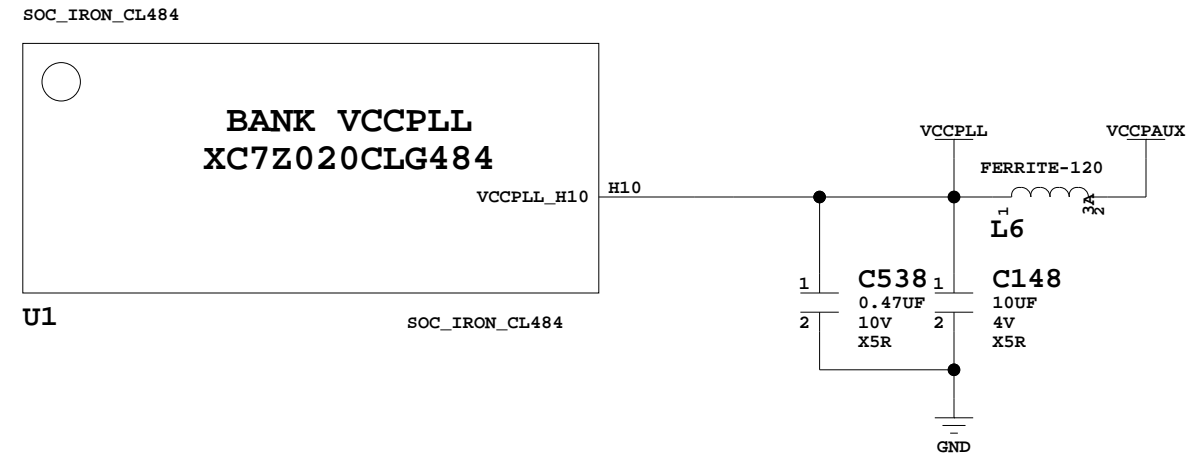 SOC_IRON_CL484
BANK VCCPLL
XC7Z020CLG484
VCCPLL_H10
H10
VCCPLL
VCCPAUX
FERRITE-120
1
3A
2
L6
1
C538
0.47UF
2
10V
X5R
1
C148
10UF
2
4V
X5R
U1
SOC_IRON_CL484
GND